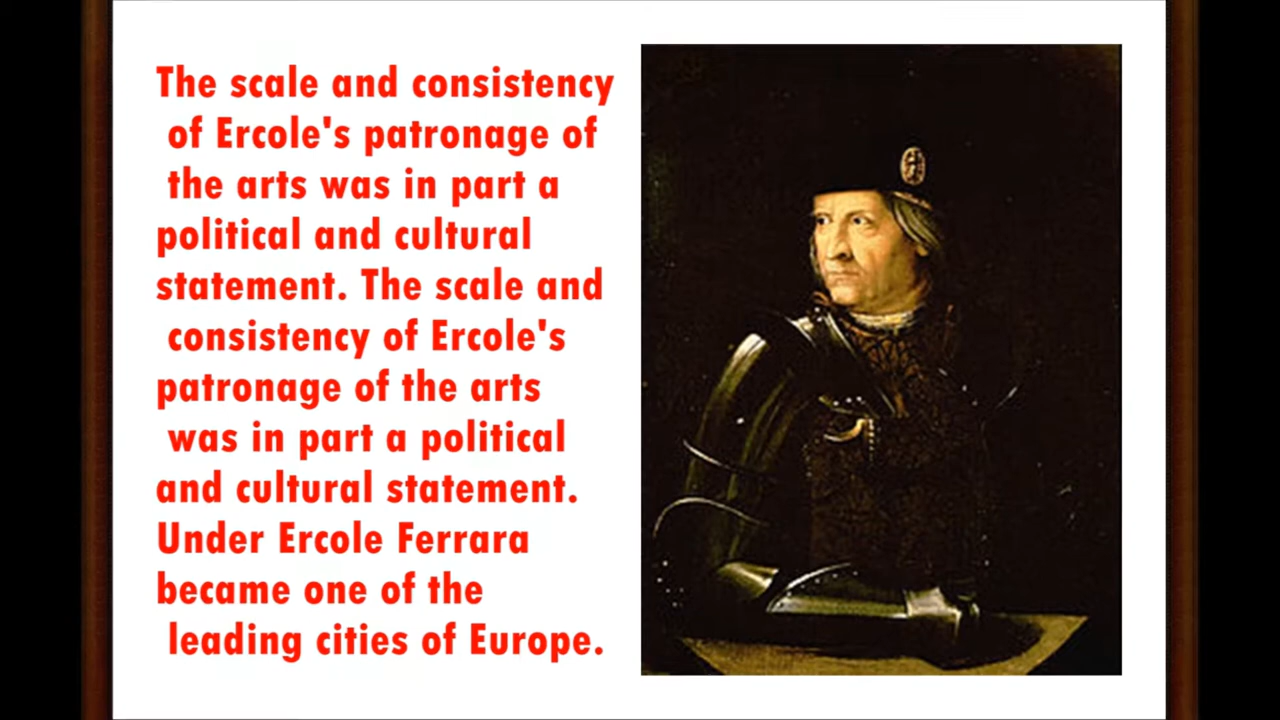 The scale and consistency
of Ercole's patronage of
the arts was in part a
political and cultural
statement. The scale and
consistency of Ercole's
patronage of the arts
was in part a political
and cultural statement.
Under Ercole Ferrara
became one of the
leading cities of Europe.